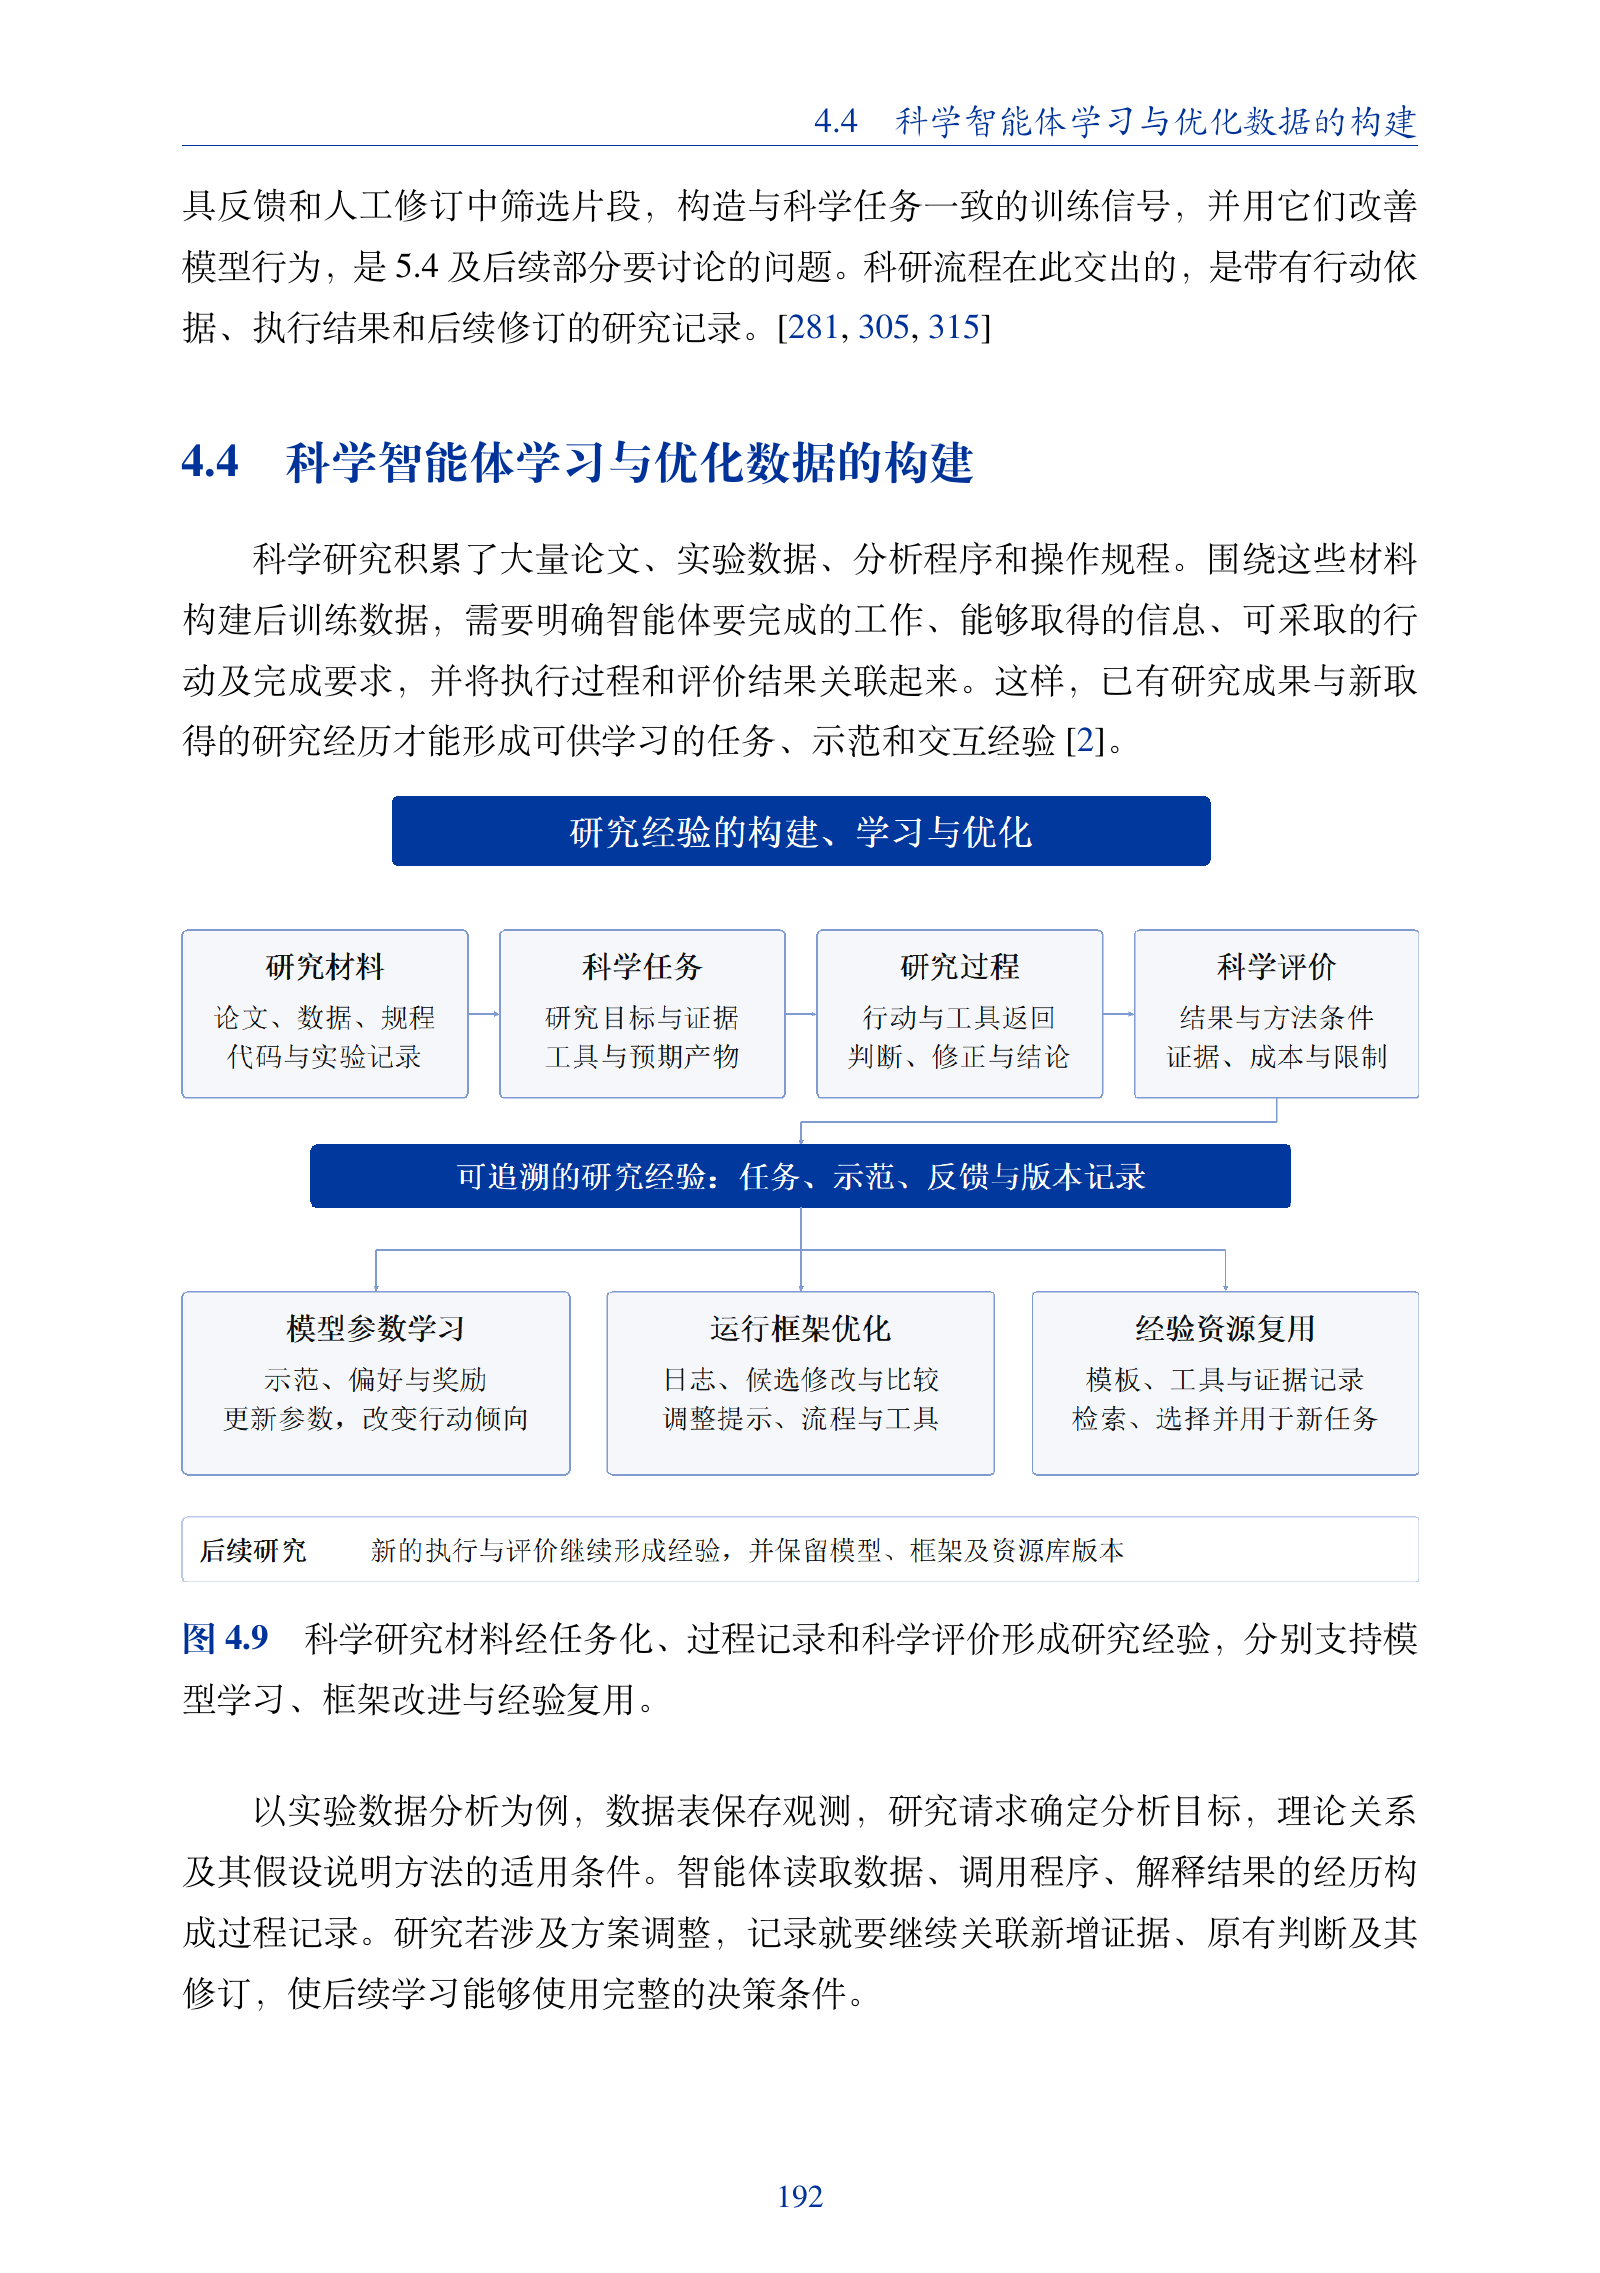 4.4 科学智能体学习与优化数据的构建
具反馈和人工修订中筛选片段，构造与科学任务一致的训练信号，并用它们改善
模型行为，是 5.4 及后续部分要讨论的问题。科研流程在此文出的，是带有行动依
据、执行结果和后续修订的研究记录。[281, 305, 315]
4.4 科学智能体学习与优化数据的构建
科学研究积累了大量论文、实验数据、分析程序和操作规程。围绕这些材料
构建后训练数据，需要明确智能体要完成的工作、能够取得的信息、可采取的行
动及完成要求，并将执行过程和评价结果关联起来。这样，已有研究成果与新取
得的研究经历才能形成可供学习的任务、示范和交互经验 [2]。
研究经验的构建、学习与优化
研究材料
论文、数据、规程
代码与实验记录
科学任务
研究目标与证据
工具与预期产物
研究过程
行动与工具返回
判断、修正与结论
科学评价
结果与方法条件
证据、成本与限制
可追溯的研究经验：任务、示范、反馈与版本记录
模型参数学习
示范、偏好与奖励
更新参数，改变行动倾向
运行框架优化
日志、候选修改与比较
调整提示、流程与工具
经验资源复用
模板、工具与证据记录
检索、选择并用于新任务
后续研究 新的执行与评价继续形成经验，并保留模型、框架及资源库版本
图 4.9 科学研究材料经任务化、过程记录和科学评价形成研究经验，分别支持模
型学习、框架改进与经验复用。
以实验数据分析为例，数据表保存观测，研究请求确定分析目标，理论关系
及其假设说明方法的适用条件。智能体读取数据、调用程序、解释结果的经历构
成过程记录。研究若涉及方案调整，记录就要继续关联新增证据、原有判断及其
修订，使后续学习能够使用完整的决策条件。
192